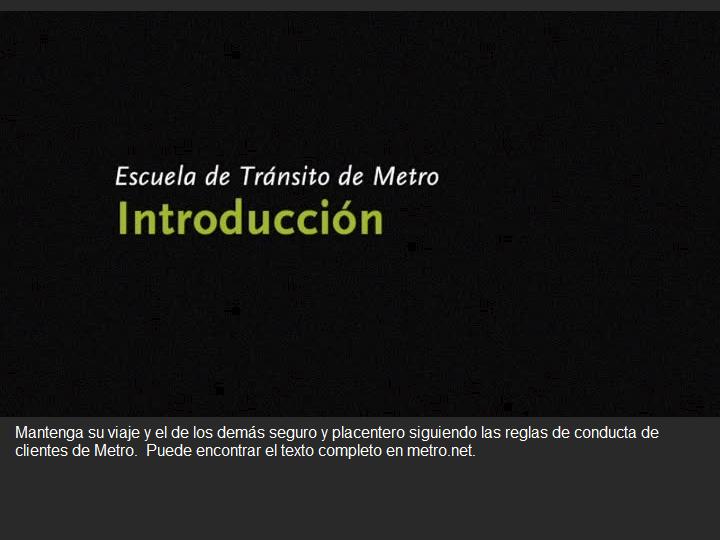 Escuela de Tránsito de Metro
Introducción
Mantenga su viaje y el de los demás seguro y placentero siguiendo las reglas de conducta de
clientes de Metro.  Puede encontrar el texto completo en metro.net.